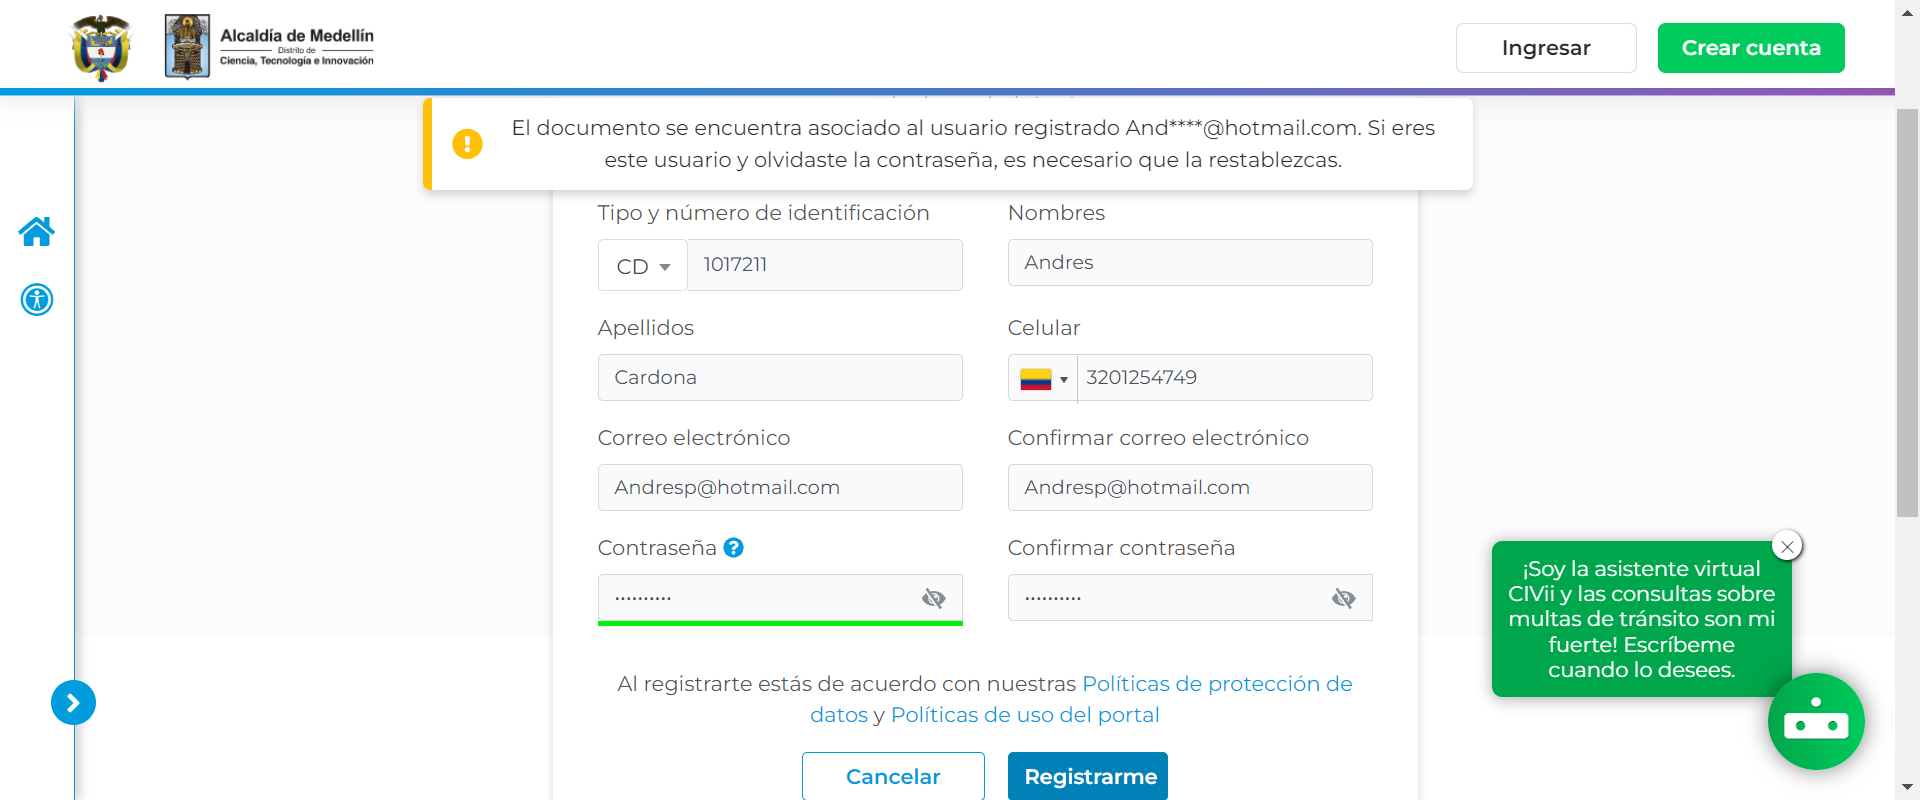 Alcaldía de Medellín
Distrito de
Ciencia, Tecnología e Innovación
Ingresar
Crear cuenta
El documento se encuentra asociado al usuario registrado And****@hotmail.com. Si eres
este usuario y olvidaste la contraseña, es necesario que la restablezcas.
Tipo y número de identificación
Nombres
CD
1017211
Andres
Apellidos
Celular
Cardona
3201254749
Correo electrónico
Confirmar correo electrónico
Andresp@hotmail.com
Andresp@hotmail.com
Contraseña ?
Confirmar contraseña
••••••••••
••••••••••
Al registrarte estás de acuerdo con nuestras Políticas de protección de
datos y Políticas de uso del portal
Cancelar
Registrarme
¡Soy la asistente virtual
CIVii y las consultas sobre
multas de tránsito son mi
fuerte! Escríbeme
cuando lo desees.